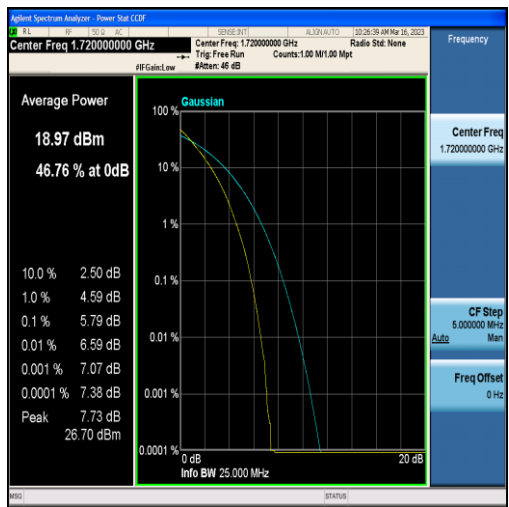 Agilent Spectrum Analyzer - Power Stat CCDF
RL RF 50 Ω AC SENSE:INT ALIGN AUTO 10:26:39 AM Mar 16, 2023
Center Freq 1.720000000 GHz
Center Freq: 1.720000000 GHz Radio Std: None
Trig: Free Run Counts:1.00 M/1.00 Mpt
#IFGain:Low #Atten: 46 dB
Frequency
Average Power
18.97 dBm
46.76 % at 0dB
10.0 % 2.50 dB
1.0 % 4.59 dB
0.1 % 5.79 dB
0.01 % 6.59 dB
0.001 % 7.07 dB
0.0001 % 7.38 dB
Peak 7.73 dB
26.70 dBm
Gaussian
100 %
10 %
1 %
0.1 %
0.01 %
0.001 %
0.0001 %
0 dB 20 dB
Info BW 25.000 MHz
Center Freq
1.720000000 GHz
CF Step
5.000000 MHz
Auto Man
Freq Offset
0 Hz
MSG STATUS